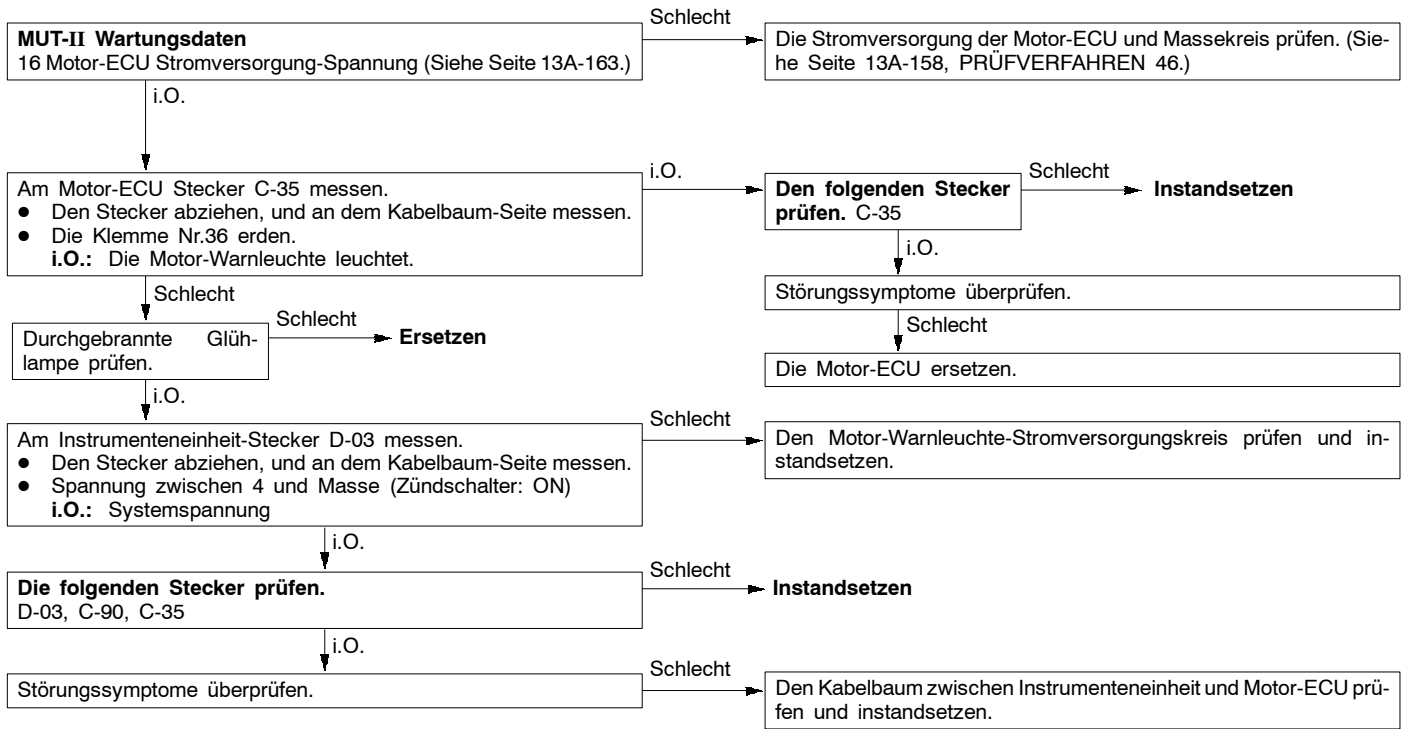 MUT-II Wartungsdaten
16 Motor-ECU Stromversorgung-Spannung (Siehe Seite 13A-163.)
Schlecht
Die Stromversorgung der Motor-ECU und Massekreis prüfen. (Sie-
he Seite 13A-158, PRÜFVERFAHREN 46.)
i.O.
Am Motor-ECU Stecker C-35 messen.
● Den Stecker abziehen, und an dem Kabelbaum-Seite messen.
● Die Klemme Nr.36 erden.
i.O.: Die Motor-Warnleuchte leuchtet.
i.O.
Den folgenden Stecker
prüfen. C-35
Schlecht
Instandsetzen
i.O.
Störungssymptome überprüfen.
Schlecht
Die Motor-ECU ersetzen.
Schlecht
Durchgebrannte Glüh-
lampe prüfen.
Schlecht
Ersetzen
i.O.
Am Instrumenteneinheit-Stecker D-03 messen.
● Den Stecker abziehen, und an dem Kabelbaum-Seite messen.
● Spannung zwischen 4 und Masse (Zündschalter: ON)
i.O.: Systemspannung
Schlecht
Den Motor-Warnleuchte-Stromversorgungskreis prüfen und in-
standsetzen.
i.O.
Die folgenden Stecker prüfen.
D-03, C-90, C-35
Schlecht
Instandsetzen
i.O.
Störungssymptome überprüfen.
Schlecht
Den Kabelbaum zwischen Instrumenteneinheit und Motor-ECU prü-
fen und instandsetzen.